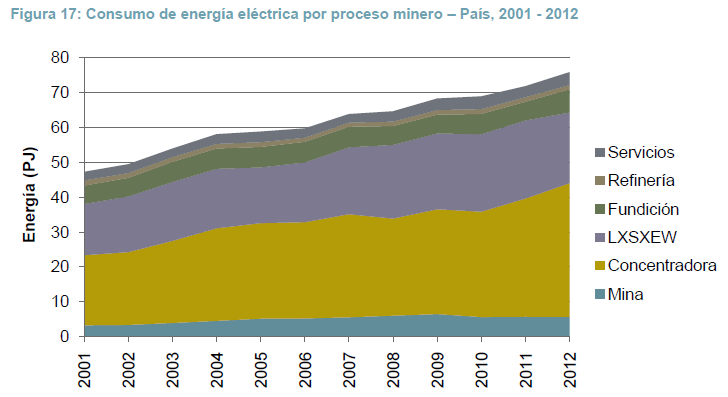 Figura 17: Consumo de energía eléctrica por proceso minero – País, 2001 - 2012
Energía (PJ)
80
70
60
50
40
30
20
10
0
2001
2002
2003
2004
2005
2006
2007
2008
2009
2010
2011
2012
Servicios
Refinería
Fundición
LXSXEW
Concentradora
Mina